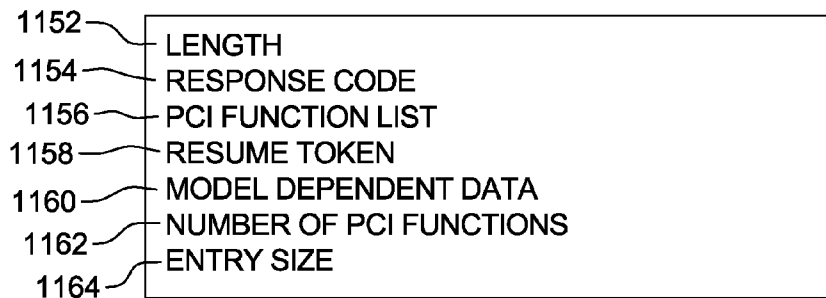 1152 LENGTH
1154 RESPONSE CODE
1156 PCI FUNCTION LIST
1158 RESUME TOKEN
1160 MODEL DEPENDENT DATA
1162 NUMBER OF PCI FUNCTIONS
1164 ENTRY SIZE